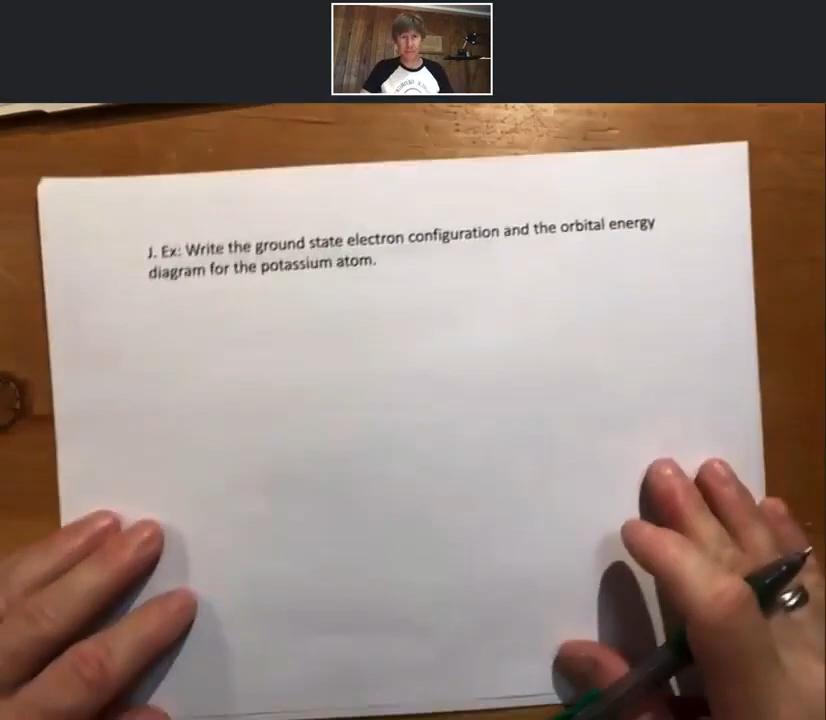 J. Ex: Write the ground state electron configuration and the orbital energy
diagram for the potassium atom.